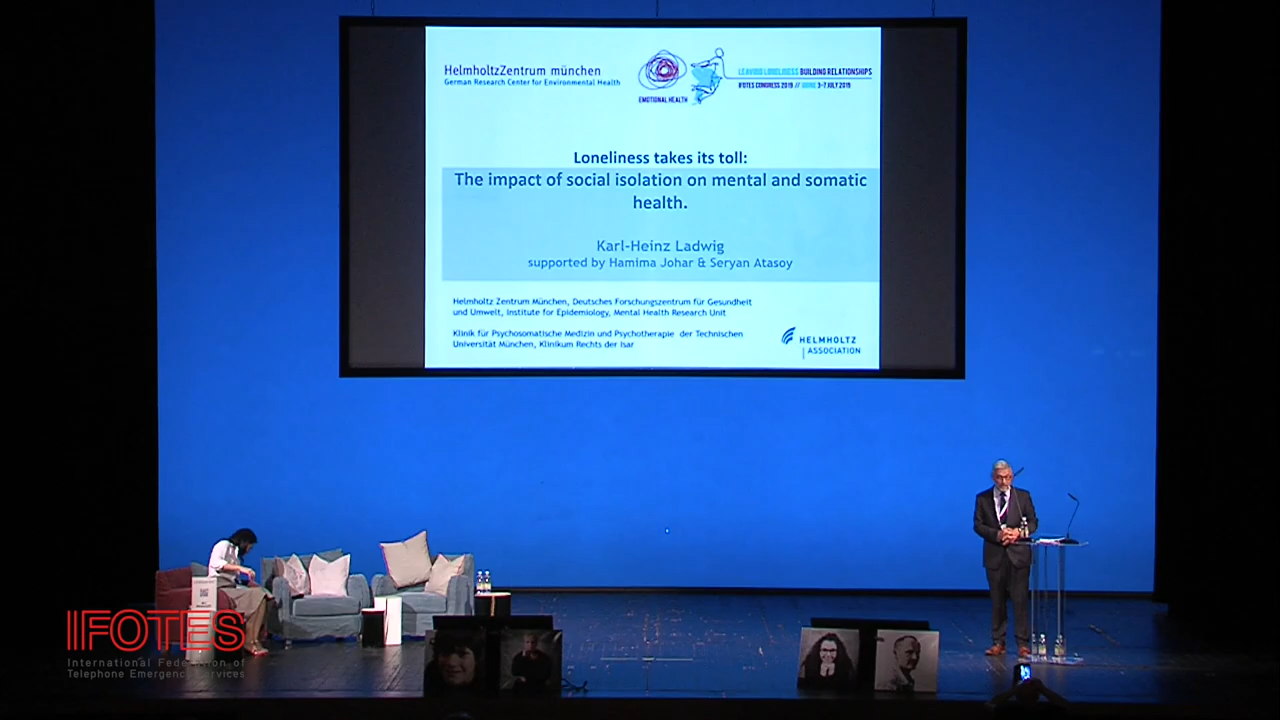 HelmholtzZentrum münchen
German Research Center for Environmental Health
EMOTIONAL HEALTH
LEAVING LONELINESS BUILDING RELATIONSHIPS
IFOTES CONGRESS 2019 // UDINE 3-7 JULY 2019
Loneliness takes its toll:
The impact of social isolation on mental and somatic
health.
Karl-Heinz Ladwig
supported by Hamima Johar & Seryan Atasoy
Helmholtz Zentrum München, Deutsches Forschungszentrum für Gesundheit
und Umwelt, Institute for Epidemiology, Mental Health Research Unit
Klinik für Psychosomatische Medizin und Psychotherapie der Technischen
Universität München, Klinikum Rechts der Isar
HELMHOLTZ
ASSOCIATION
IFOTES
International Federation of
Telephone Emergency Services